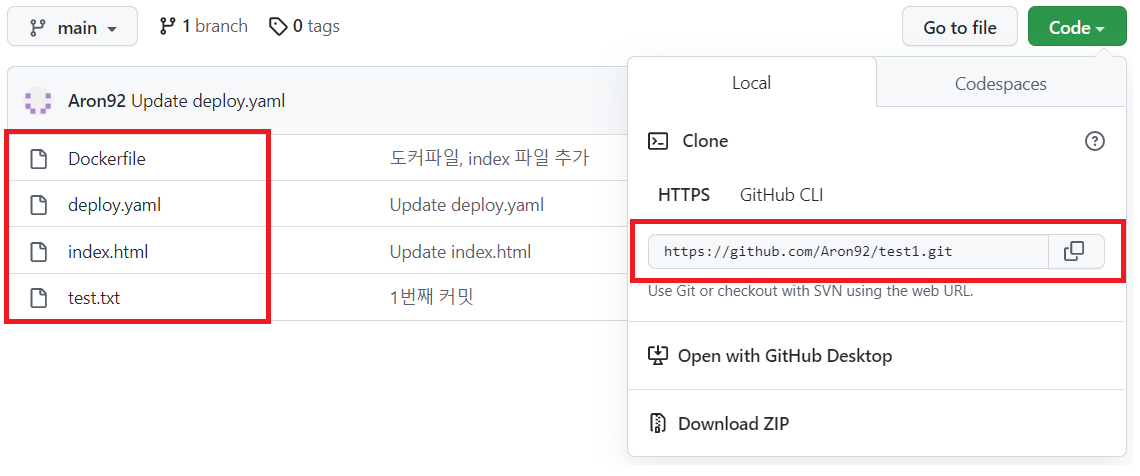 main 1 branch 0 tags Go to file Code
Aron92 Update deploy.yaml
Dockerfile 도커파일, index 파일 추가
deploy.yaml Update deploy.yaml
index.html Update index.html
test.txt 1번째 커밋
Local Codespaces
Clone
HTTPS GitHub CLI
https://github.com/Aron92/test1.git
Use Git or checkout with SVN using the web URL.
Open with GitHub Desktop
Download ZIP